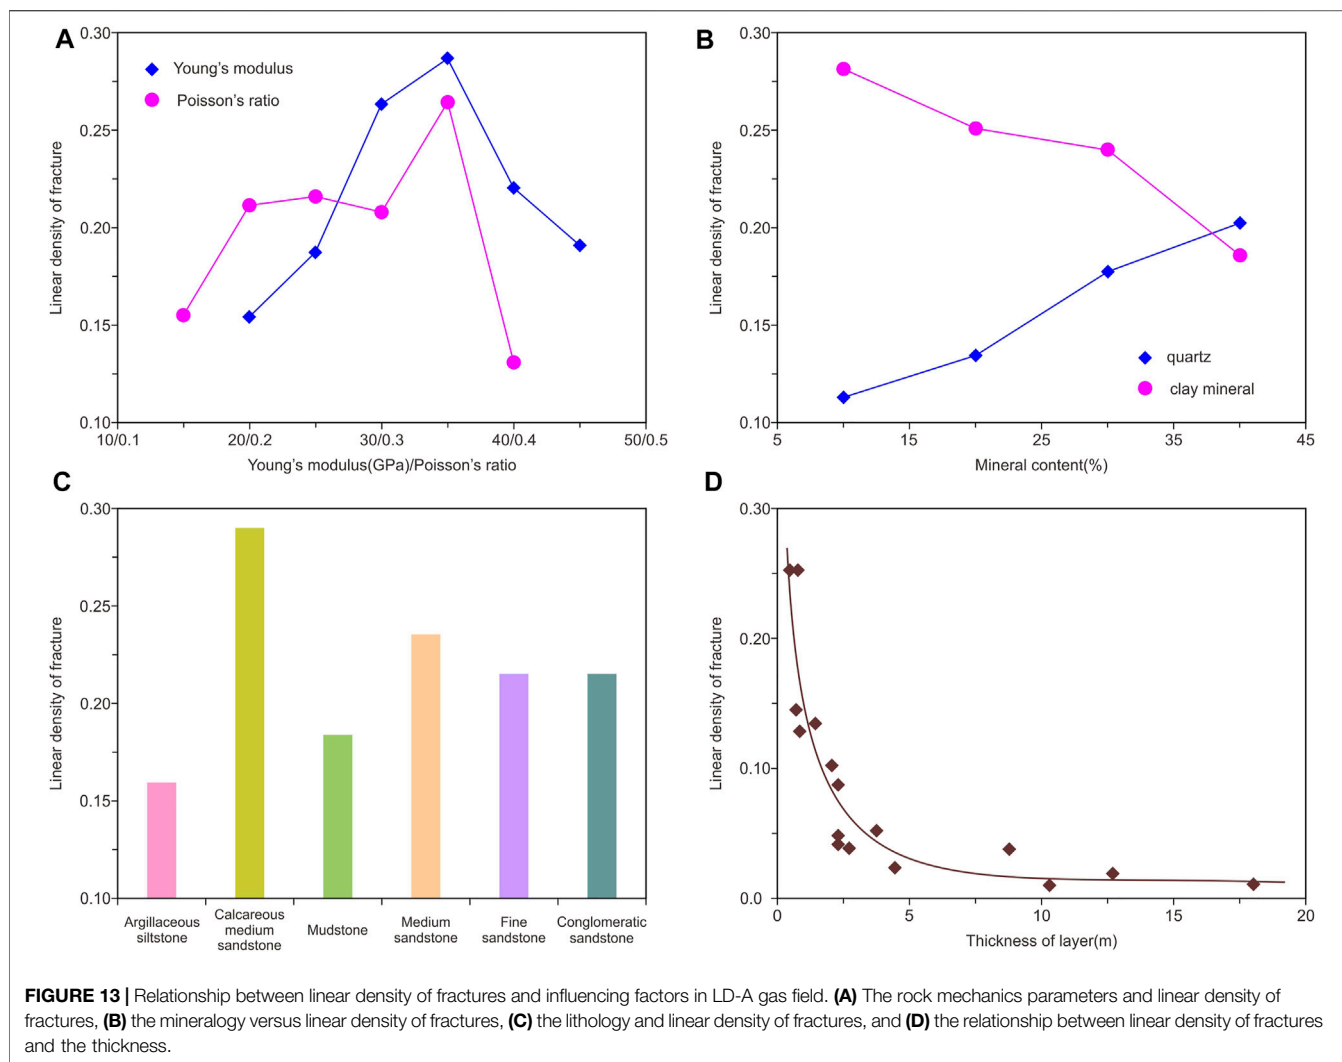 A
0.30
0.25
0.20
0.15
0.10
Linear density of fracture
Young's modulus
Poisson's ratio
10/0.1 20/0.2 30/0.3 40/0.4 50/0.5
Young's modulus(GPa)/Poisson's ratio
B
0.30
0.25
0.20
0.15
0.10
Linear density of fracture
quartz
clay mineral
5 15 25 35 45
Mineral content(%)
C
0.30
0.25
0.20
0.15
0.10
Linear density of fracture
Argillaceous
siltstone
Calcareous
medium
sandstone
Mudstone
Medium
sandstone
Fine
sandstone
Conglomeratic
sandstone
D
0.30
0.20
0.10
0.0
Linear density of fracture
0 5 10 15 20
Thickness of layer(m)
FIGURE 13 | Relationship between linear density of fractures and influencing factors in LD-A gas field. (A) The rock mechanics parameters and linear density of
fractures, (B) the mineralogy versus linear density of fractures, (C) the lithology and linear density of fractures, and (D) the relationship between linear density of fractures
and the thickness.